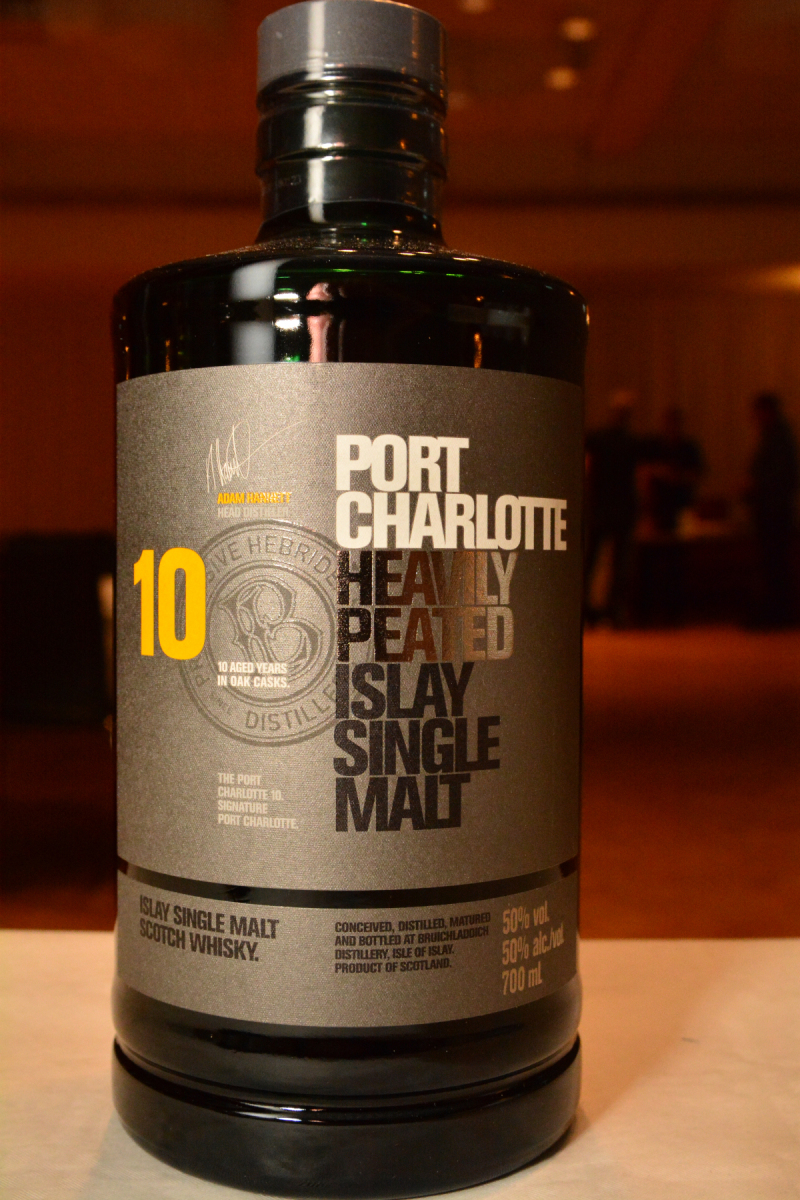 ADAM HANNETT
HEAD DISTILLER
PORT
CHARLOTTE
HEAVILY
PEATED
ISLAY
SINGLE
MALT
10
HEBRIDE
DISTILLE
10 AGED YEARS
IN OAK CASKS.
THE PORT
CHARLOTTE 10.
SIGNATURE
PORT CHARLOTTE.
ISLAY SINGLE MALT
SCOTCH WHISKY.
CONCEIVED, DISTILLED, MATURED
AND BOTTLED AT BRUICHLADDICH
DISTILLERY, ISLE OF ISLAY.
PRODUCT OF SCOTLAND.
50% vol.
50% alc./vol.
700 mL